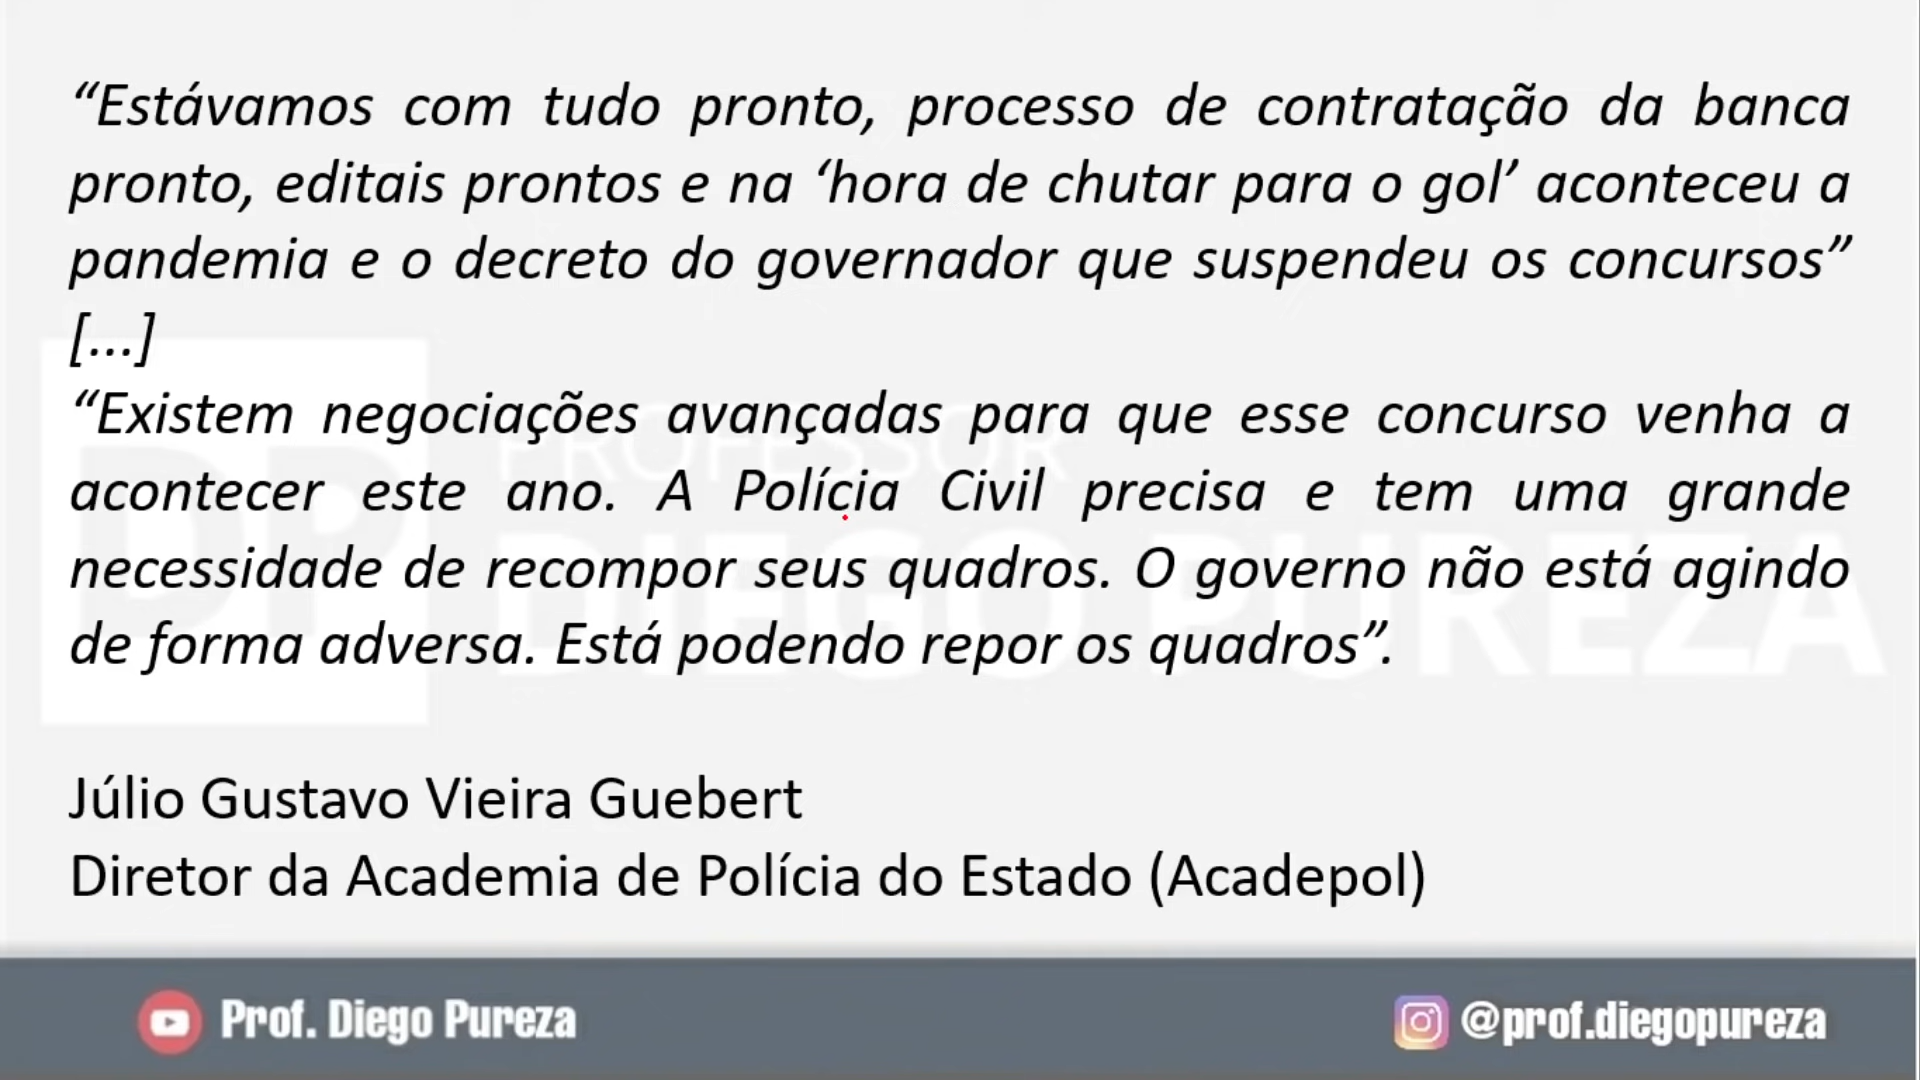 “Estávamos com tudo pronto, processo de contratação da banca
pronto, editais prontos e na ‘hora de chutar para o gol’ aconteceu a
pandemia e o decreto do governador que suspendeu os concursos”
[...]
“Existem negociações avançadas para que esse concurso venha a
acontecer este ano. A Polícia Civil precisa e tem uma grande
necessidade de recompor seus quadros. O governo não está agindo
de forma adversa. Está podendo repor os quadros”.
Júlio Gustavo Vieira Guebert
Diretor da Academia de Polícia do Estado (Acadepol)
DP
PROFESSOR
DIEGO PUREZA
Prof. Diego Pureza
@prof.diegopureza